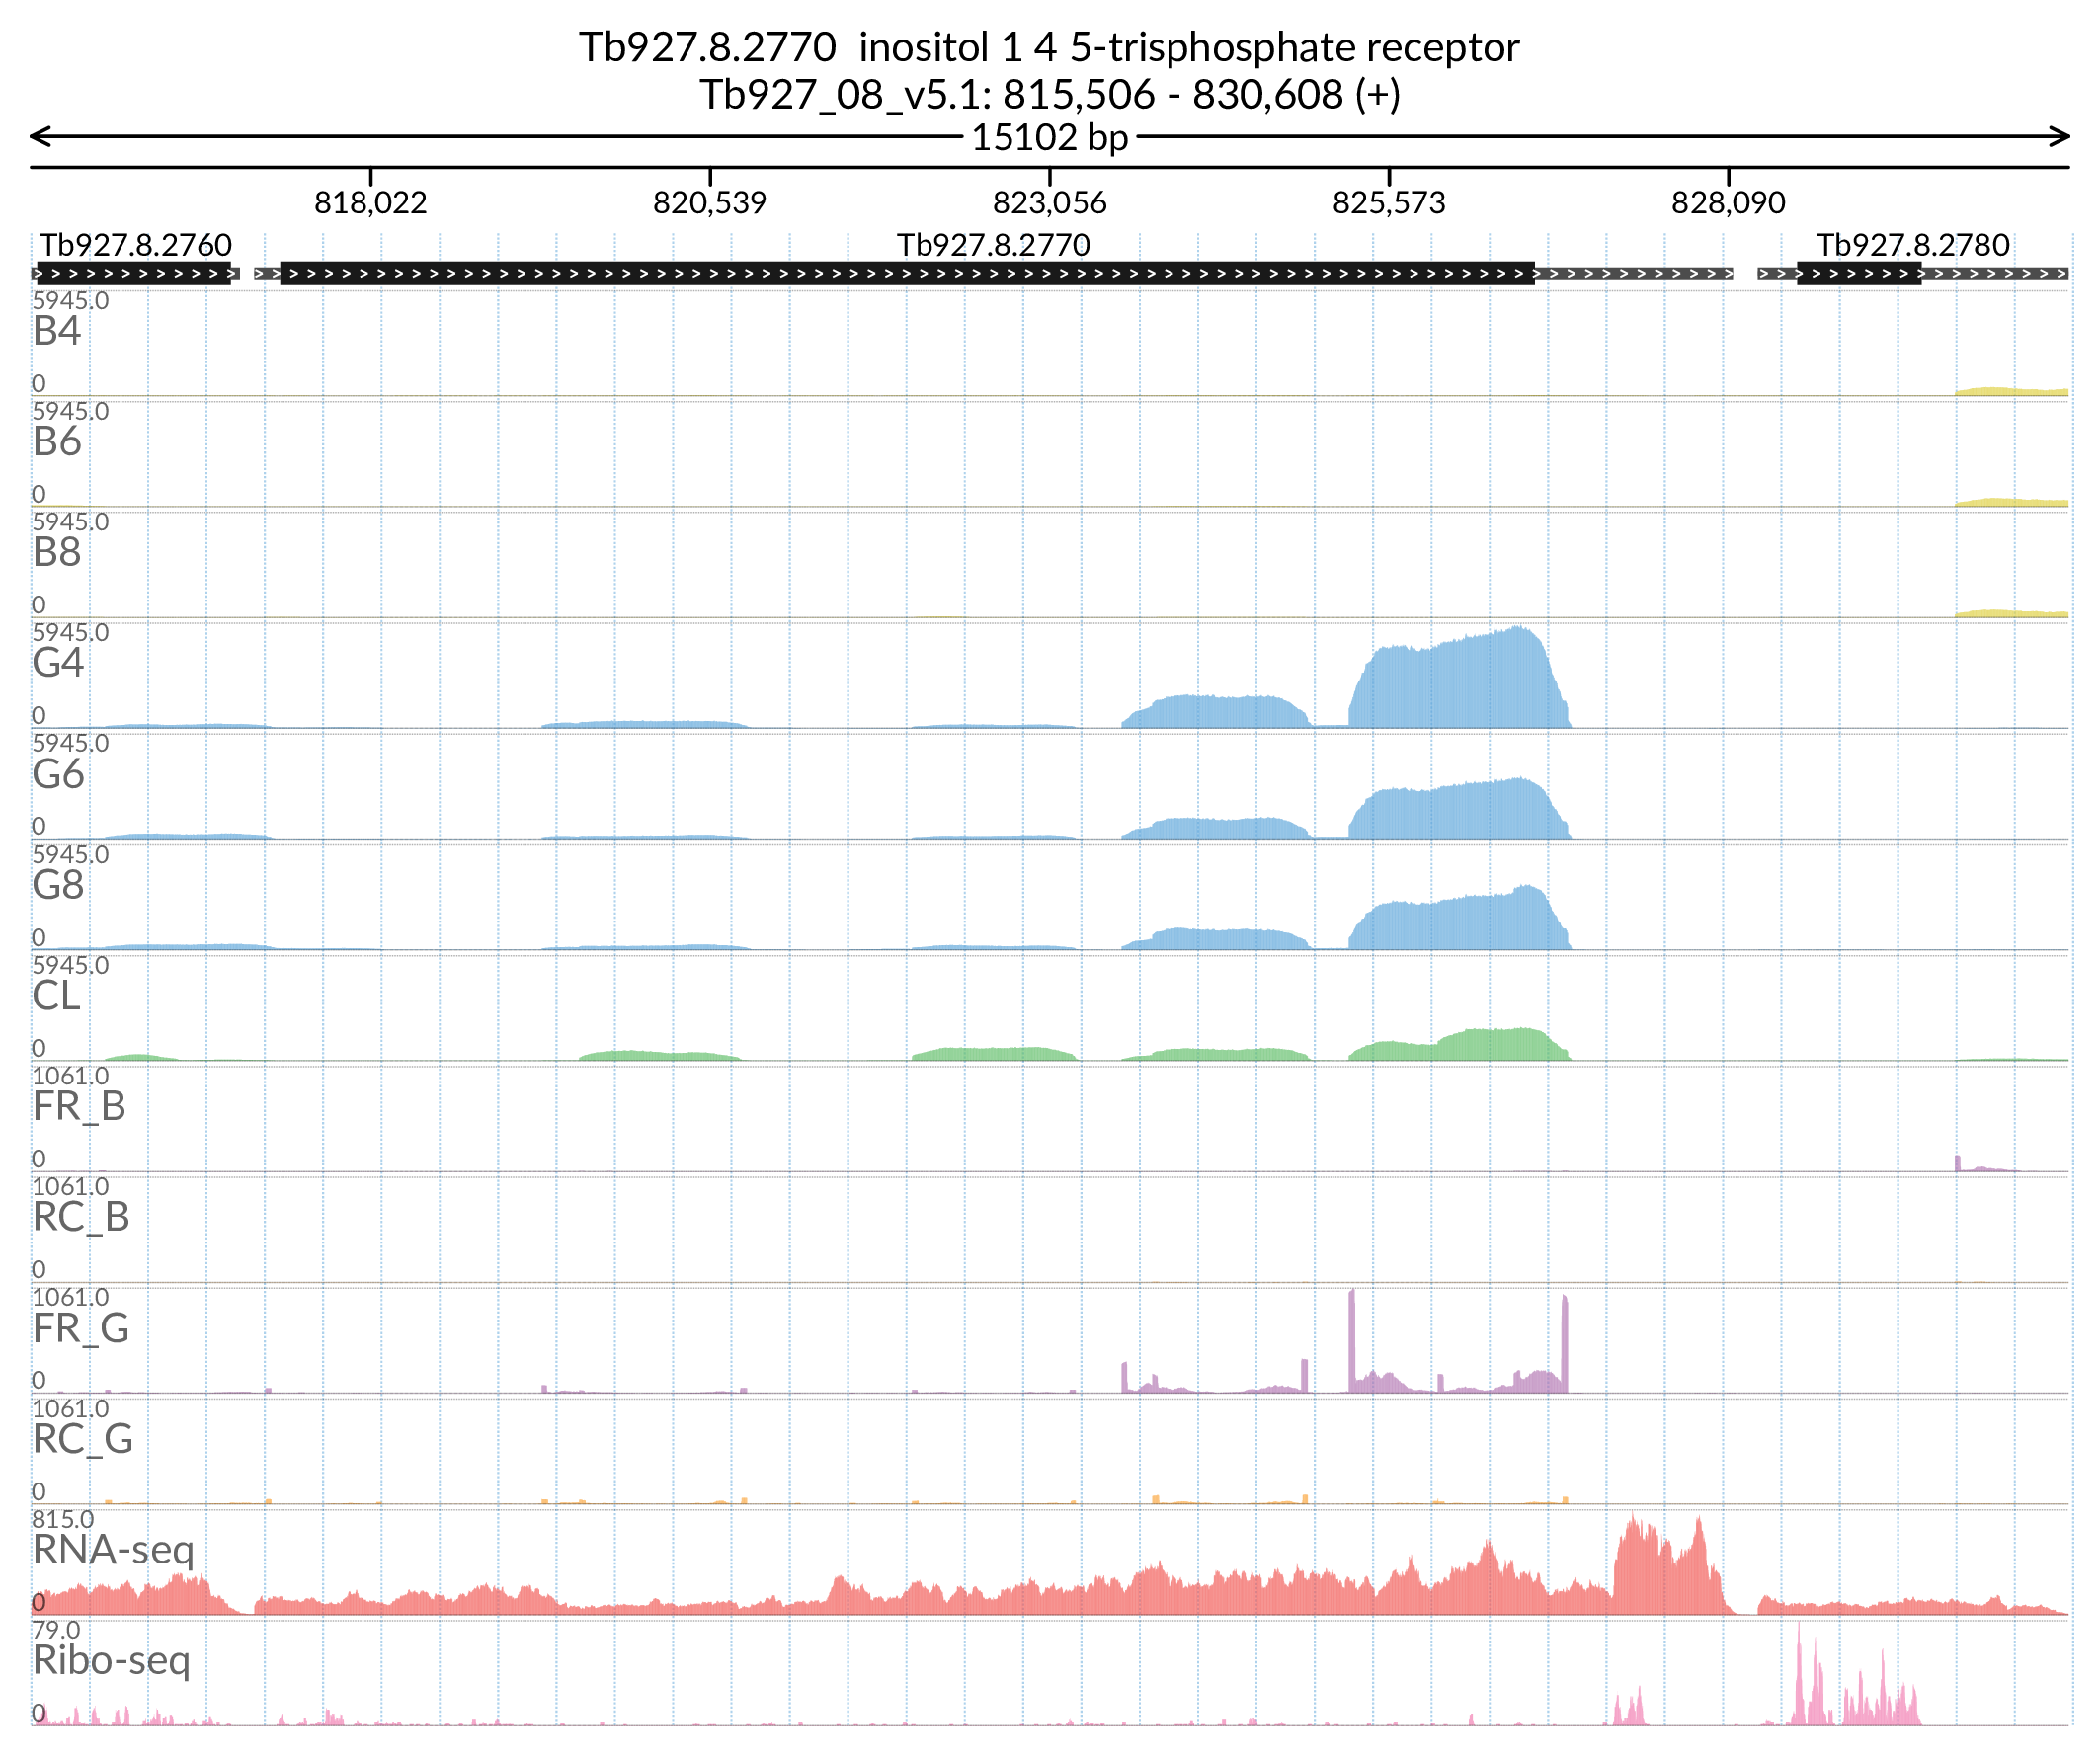 Tb927.8.2770 inositol 1 4 5-trisphosphate receptor
Tb927_08_v5.1: 815,506 - 830,608 (+)
15102 bp
818,022 820,539 823,056 825,573 828,090
Tb927.8.2760 Tb927.8.2770 Tb927.8.2780
5945.0
B4
0
5945.0
B6
0
5945.0
B8
0
5945.0
G4
0
5945.0
G6
0
5945.0
G8
0
5945.0
CL
0
1061.0
FR_B
0
1061.0
RC_B
0
1061.0
FR_G
0
1061.0
RC_G
0
815.0
RNA-seq
0
79.0
Ribo-seq
0